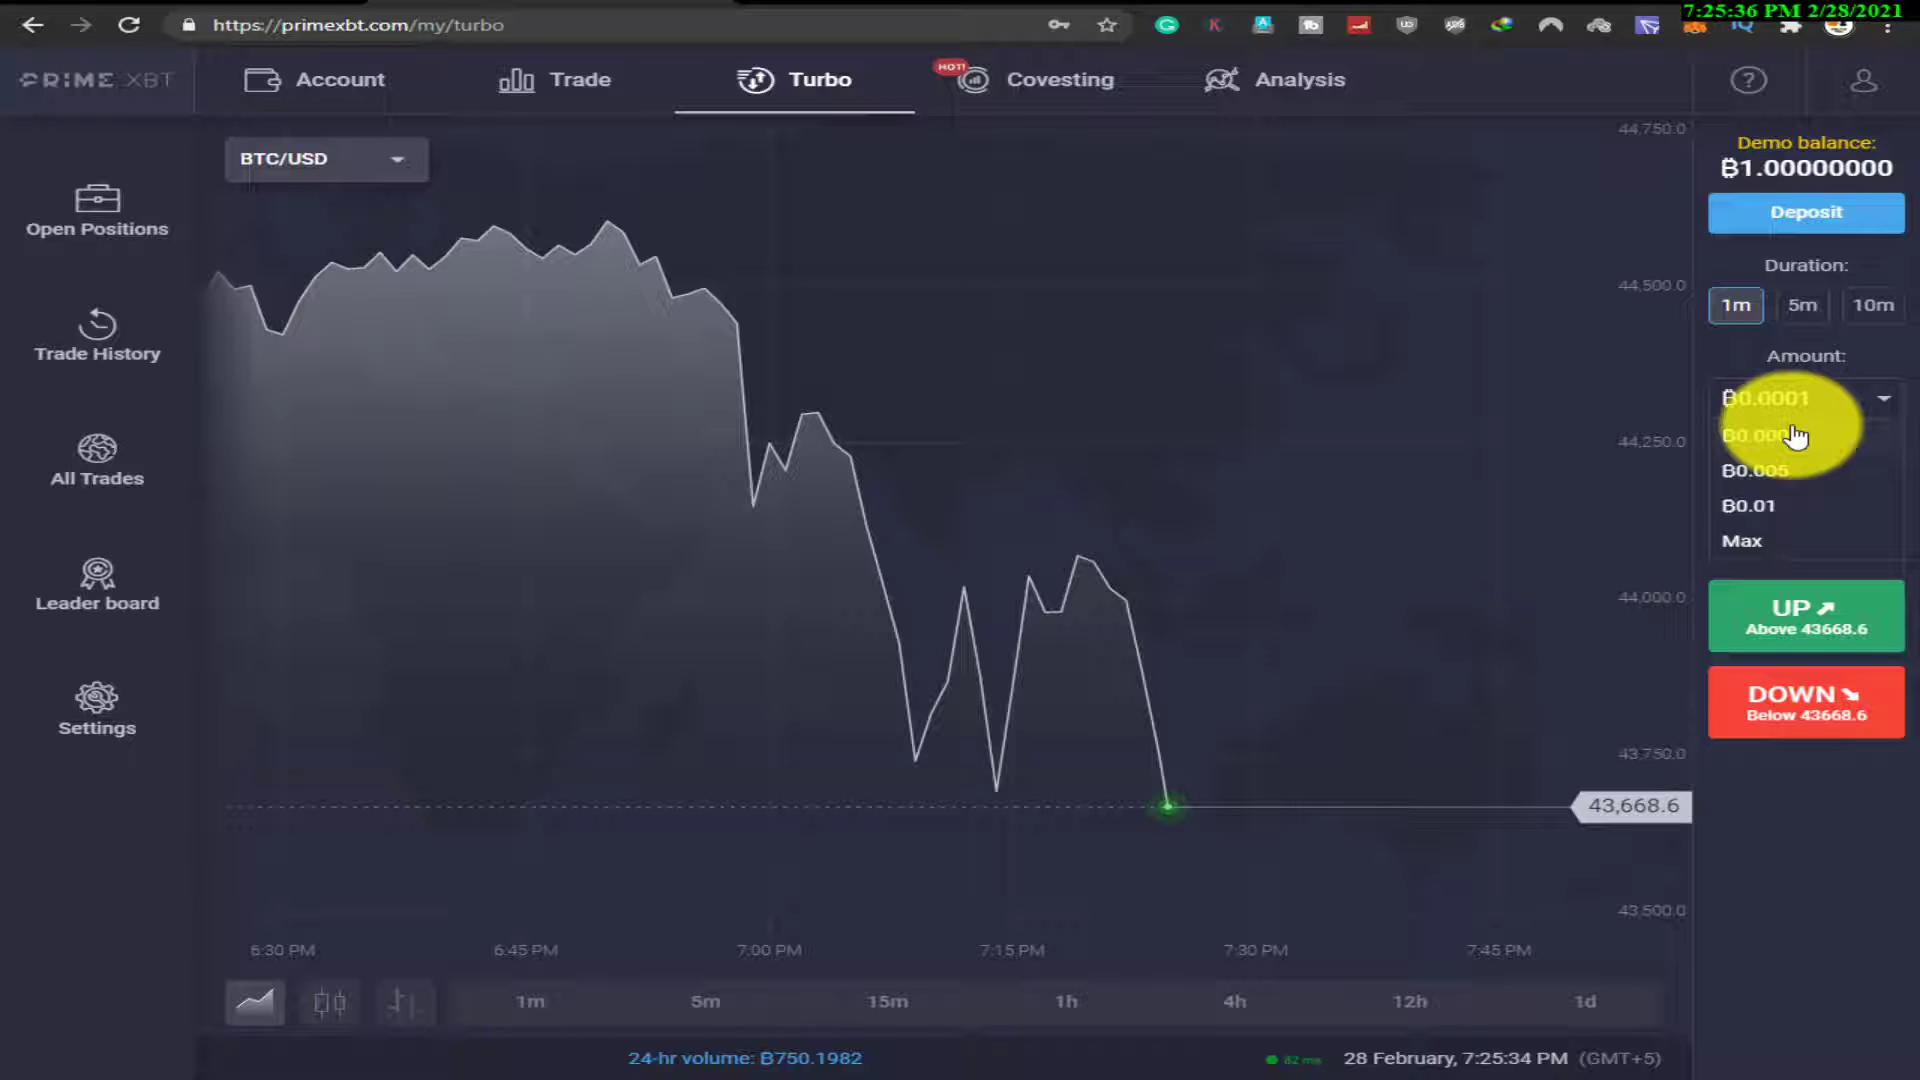 7:25:36 PM 2/28/2021
https://primexbt.com/my/turbo
PRIME XBT
Account
Trade
Turbo
HOT!
Covesting
Analysis
BTC/USD
Open Positions
Trade History
All Trades
Leader board
Settings
44,750.0
44,500.0
44,250.0
44,000.0
43,750.0
43,668.6
43,500.0
6:30 PM
6:45 PM
7:00 PM
7:15 PM
7:30 PM
7:45 PM
1m
5m
15m
1h
4h
12h
1d
24-hr volume: Ƀ750.1982
82 ms
28 February, 7:25:34 PM (GMT+5)
Demo balance:
₿1.00000000
Deposit
Duration:
1m
5m
10m
Amount:
Ƀ0.0001
Ƀ0.005
Ƀ0.01
Max
UP
Above 43668.6
DOWN
Below 43668.6